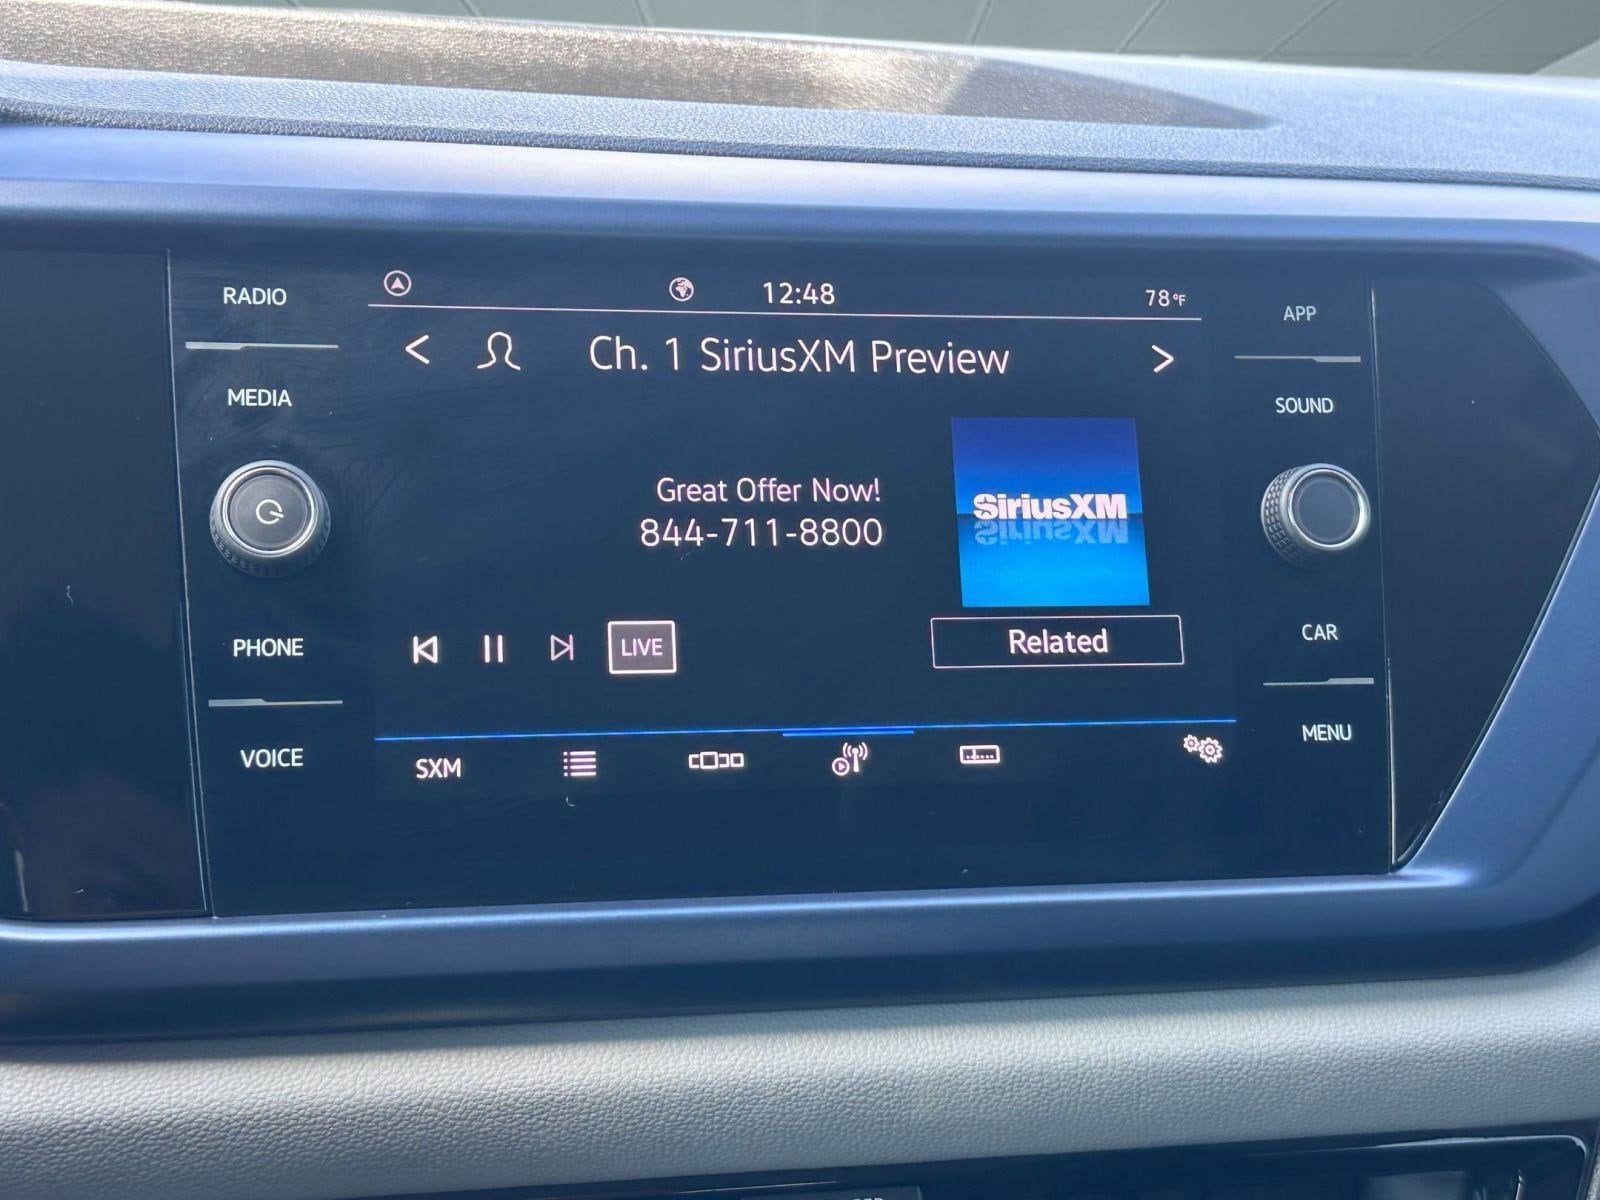 RADIO
MEDIA
PHONE
VOICE
12:48
78°F
Ch. 1 SiriusXM Preview
Great Offer Now!
844-711-8800
SiriusXM
LIVE
Related
SXM
APP
SOUND
CAR
MENU